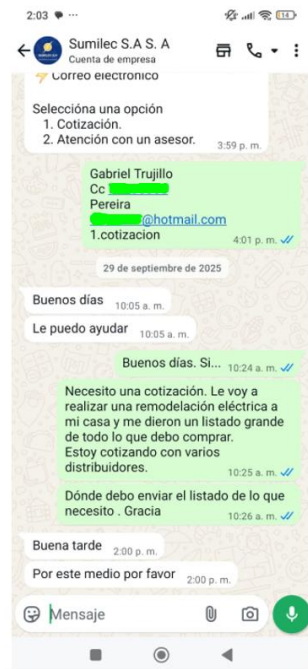 2:03
114
Sumilec S.A S. A
Cuenta de empresa
Correo electrónico
Seleccióna una opción
1. Cotización.
2. Atención con un asesor.
3:59 p. m.
Gabriel Trujillo
Cc
Pereira
@hotmail.com
1.cotizacion
4:01 p. m.
29 de septiembre de 2025
Buenos días
10:05 a. m.
Le puedo ayudar
10:05 a. m.
Buenos días. Si...
10:24 a. m.
Necesito una cotización. Le voy a
realizar una remodelación eléctrica a
mi casa y me dieron un listado grande
de todo lo que debo comprar.
Estoy cotizando con varios
distribuidores.
10:25 a. m.
Dónde debo enviar el listado de lo que
necesito . Gracia
10:26 a. m.
Buena tarde
2:00 p. m.
Por este medio por favor
2:00 p. m.
Mensaje